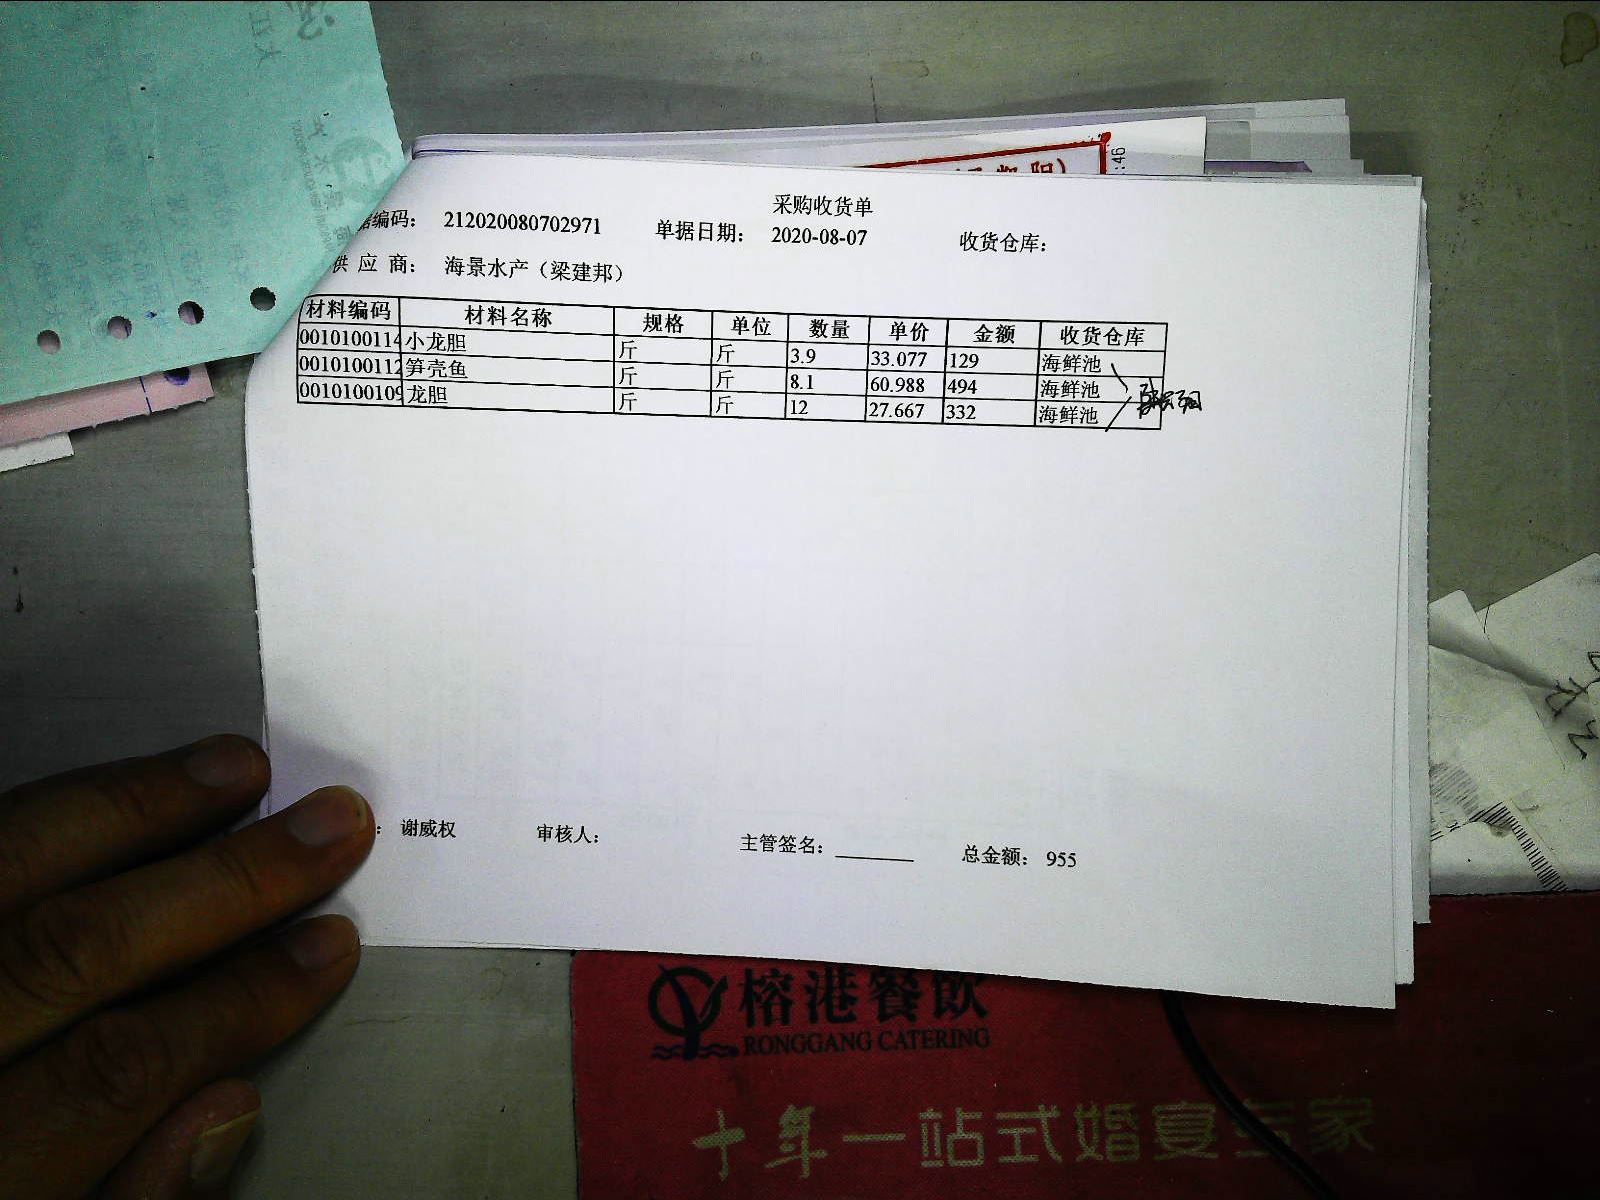 采购收货单
编码： 212020080702971 单据日期： 2020-08-07 收货仓库：
供 应 商： 海景水产（梁建邦）
材料编码 材料名称 规格 单位 数量 单价 金额 收货仓库
0010100114 小龙胆 斤 斤 3.9 33.077 129 海鲜池
0010100112 笋壳鱼 斤 斤 8.1 60.988 494 海鲜池
0010100109 龙胆 斤 斤 12 27.667 332 海鲜池
： 谢威权 审核人： 主管签名： 总金额： 955
:46
榕港餐飲
RONGGANG CATERING
十年一站式婚宴专家